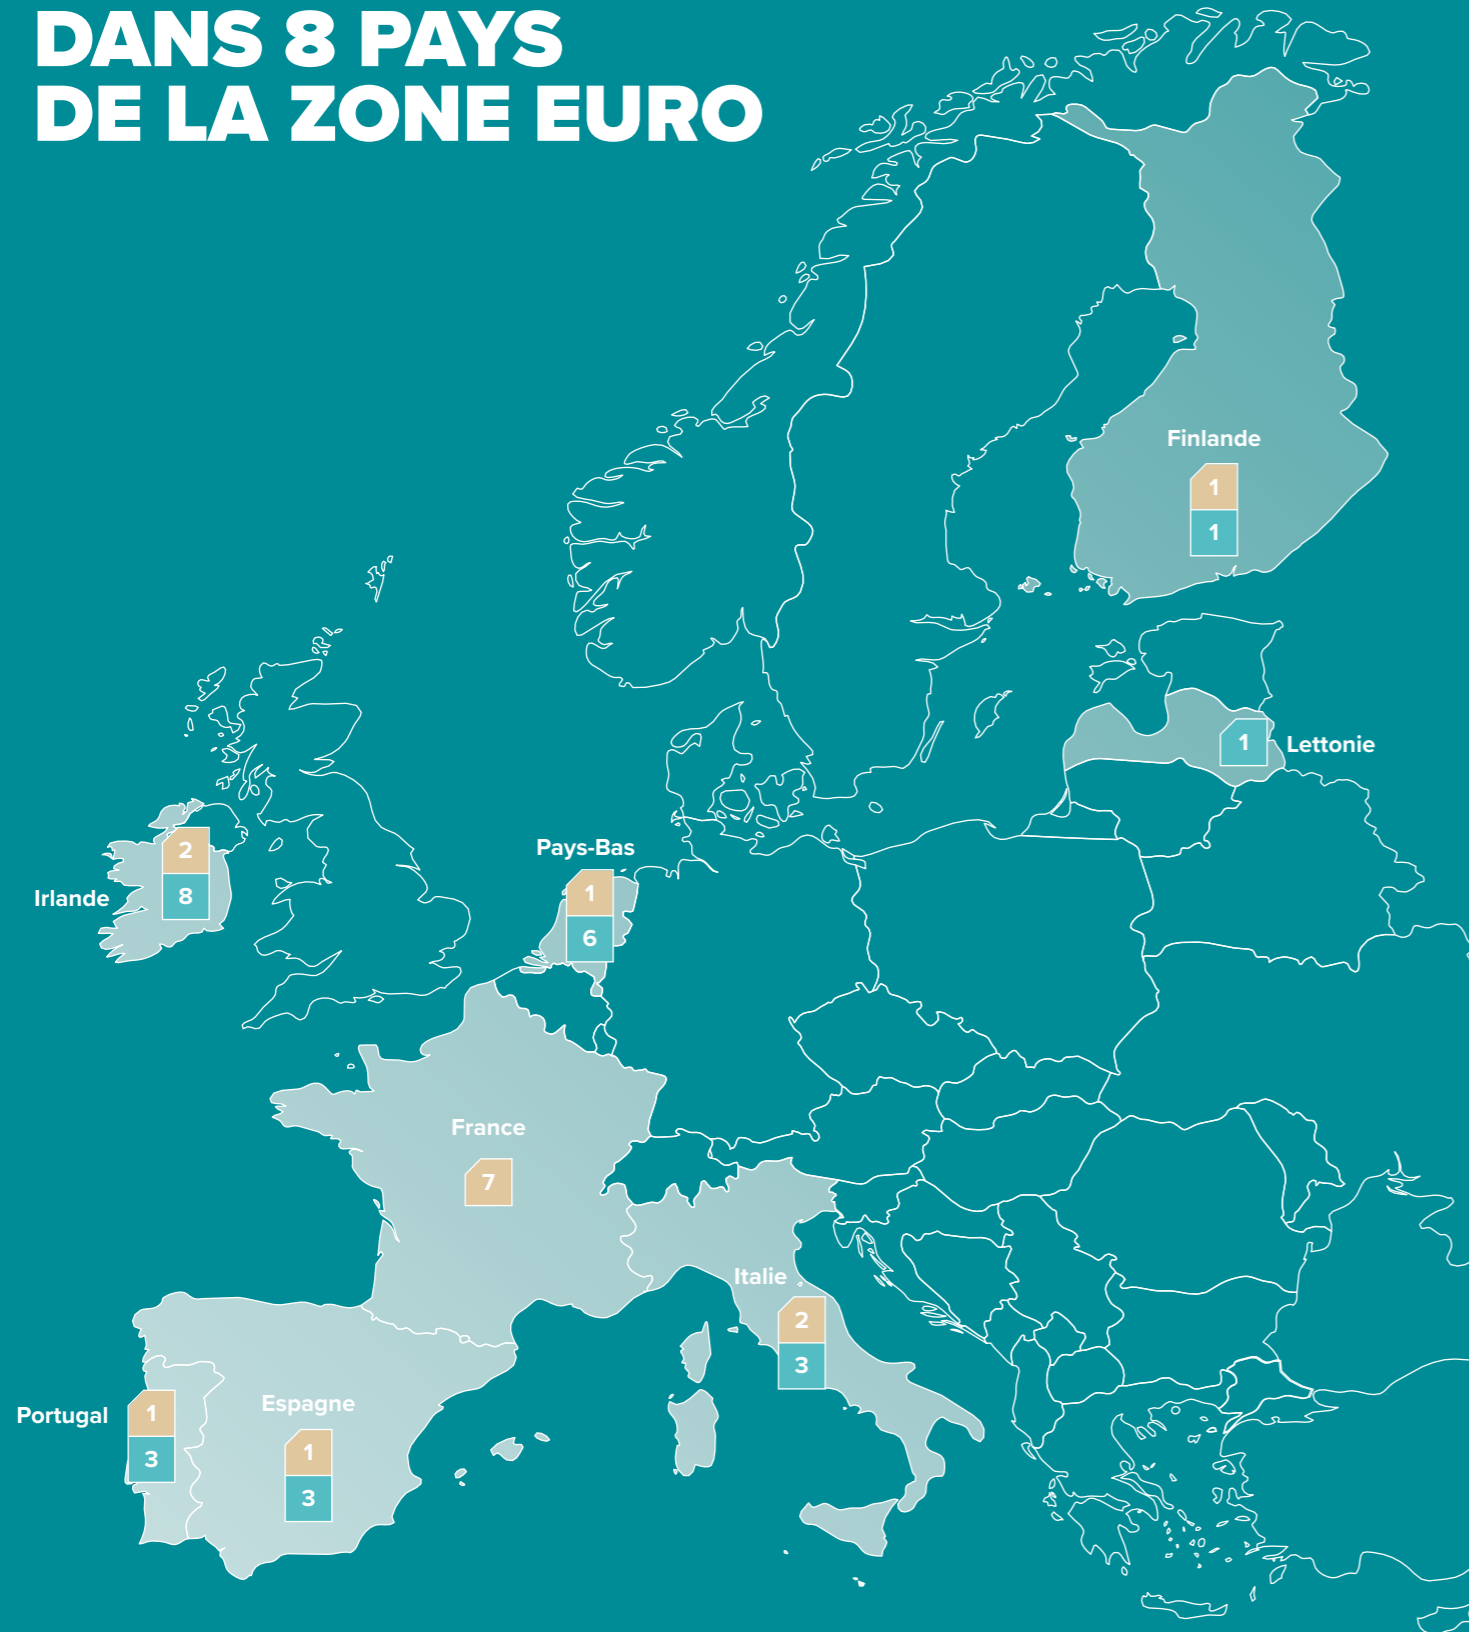 DANS 8 PAYS
DE LA ZONE EURO
Finlande
1
1
1
Lettonie
Irlande
2
8
Pays-Bas
1
6
France
7
Italie
2
3
Portugal
1
3
Espagne
1
3